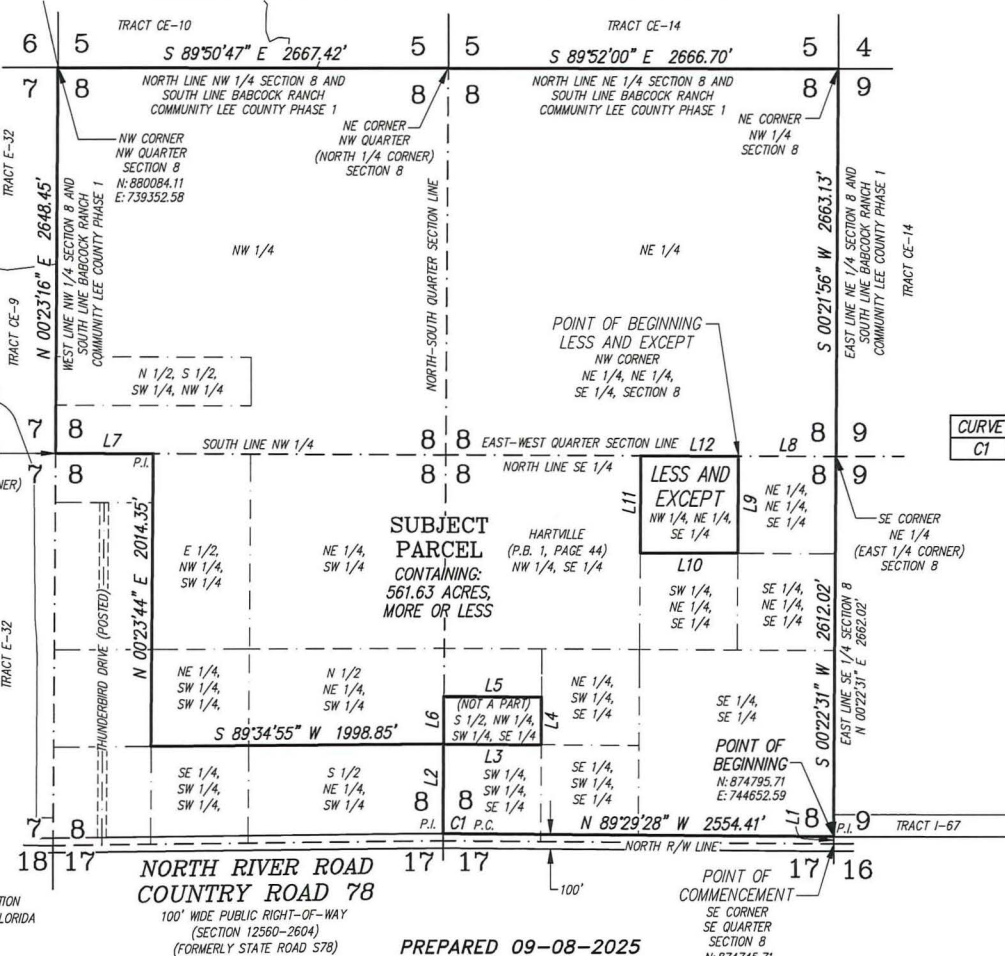 TRACT CE-10
TRACT CE-14
6 5
S 89°50'47" E 2667.42'
5 5
S 89°52'00" E 2666.70'
5 4
7 8
NORTH LINE NW 1/4 SECTION 8 AND
SOUTH LINE BABCOCK RANCH
COMMUNITY LEE COUNTY PHASE 1
8 8
NORTH LINE NE 1/4 SECTION 8 AND
SOUTH LINE BABCOCK RANCH
COMMUNITY LEE COUNTY PHASE 1
8 9
NW CORNER
NW QUARTER
SECTION 8
N: 880084.11
E: 739352.58
NE CORNER
NW QUARTER
(NORTH 1/4 CORNER)
SECTION 8
NE CORNER
NW 1/4
SECTION 8
TRACT E-32
TRACT CE-9
N 00°23'16" E 2648.45'
WEST LINE NW 1/4 SECTION 8 AND
SOUTH LINE BABCOCK RANCH
COMMUNITY LEE COUNTY PHASE 1
NW 1/4
NORTH-SOUTH QUARTER SECTION LINE
NE 1/4
S 00°21'56" W 2663.13'
EAST LINE NE 1/4 SECTION 8 AND
SOUTH LINE BABCOCK RANCH
COMMUNITY LEE COUNTY PHASE 1
TRACT CE-14
N 1/2, S 1/2,
SW 1/4, NW 1/4
POINT OF BEGINNING
LESS AND EXCEPT
NW CORNER
NE 1/4, NE 1/4,
SE 1/4, SECTION 8
CURVE
C1
7 8
L7
SOUTH LINE NW 1/4
8 8
EAST-WEST QUARTER SECTION LINE
L12
L8
8 9
7 8
P.I.
8 8
NORTH LINE SE 1/4
8 9
NER)
N 00°23'44" E 2014.35'
THUNDERBIRD DRIVE (POSTED)
TRACT E-32
E 1/2,
NW 1/4,
SW 1/4
NE 1/4,
SW 1/4
SUBJECT
PARCEL
CONTAINING:
561.63 ACRES,
MORE OR LESS
HARTVILLE
(P.B. 1, PAGE 44)
NW 1/4, SE 1/4
L11
LESS AND
EXCEPT
NW 1/4, NE 1/4,
SE 1/4
L9
L10
NE 1/4,
NE 1/4,
SE 1/4
SE CORNER
NE 1/4
(EAST 1/4 CORNER)
SECTION 8
SW 1/4,
NE 1/4,
SE 1/4
SE 1/4,
NE 1/4,
SE 1/4
S 00°22'31" W 2612.02'
EAST LINE SE 1/4 SECTION 8
N 00°22'31" E 2662.02'
NE 1/4,
SW 1/4,
SW 1/4
N 1/2
NE 1/4,
SW 1/4
L5
(NOT A PART)
S 1/2, NW 1/4,
SW 1/4, SE 1/4
L6
L4
NE 1/4,
SW 1/4,
SE 1/4
SE 1/4,
SE 1/4
S 89°34'55" W 1998.85'
SE 1/4,
SW 1/4,
SW 1/4
S 1/2
NE 1/4,
SW 1/4
L2
L3
SW 1/4,
SW 1/4,
SE 1/4
SE 1/4,
SW 1/4,
SE 1/4
POINT OF
BEGINNING
N: 874795.71
E: 744652.59
7 8
8 8
P.I.
C1 P.C.
N 89°29'28" W 2554.41'
L1
8 9
P.I.
TRACT I-67
NORTH R/W LINE
18 17
17 17
17 16
NORTH RIVER ROAD
COUNTRY ROAD 78
100' WIDE PUBLIC RIGHT-OF-WAY
(SECTION 12560-2604)
(FORMERLY STATE ROAD S78)
100'
TION
LORIDA
PREPARED 09-08-2025
POINT OF
COMMENCEMENT
SE CORNER
SE QUARTER
SECTION 8
N: 874745.71